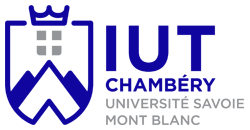 IUT
CHAMBÉRY
UNIVERSITÉ SAVOIE
MONT BLANC